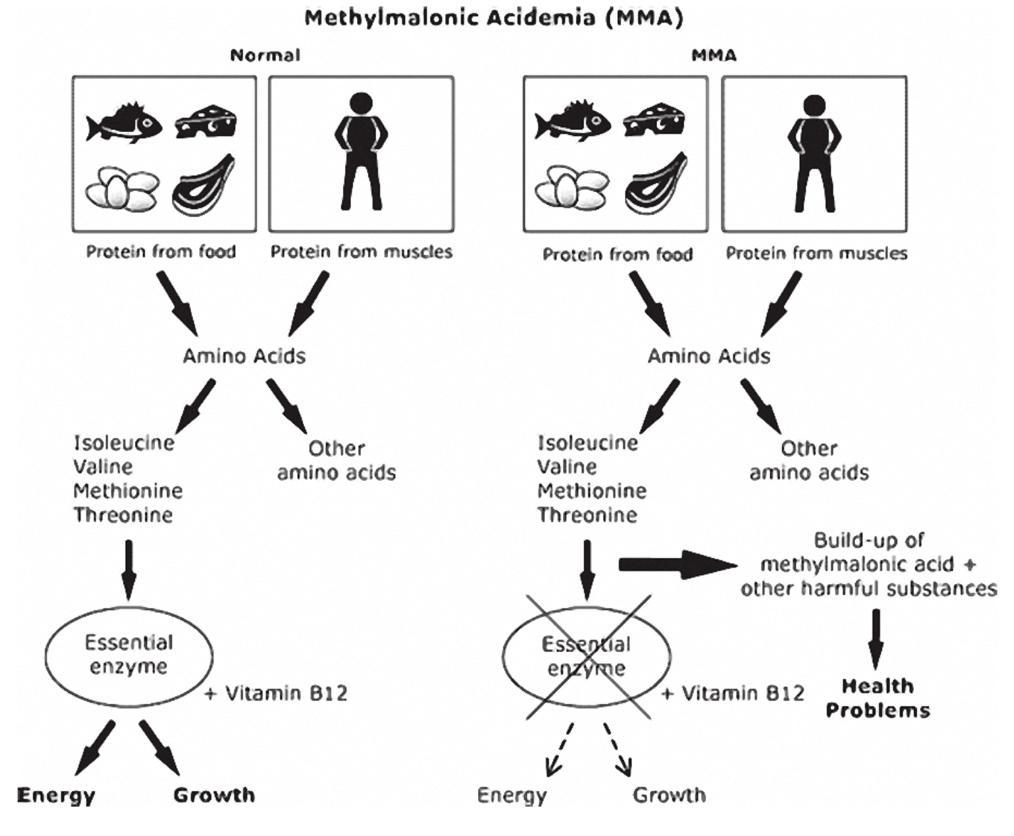 Methylmalonic Acidemia (MMA)
Normal
Protein from food
Protein from muscles
Amino Acids
Isoleucine
Valine
Methionine
Threonine
Other
amino acids
Essential
enzyme
+ Vitamin B12
Energy
Growth
MMA
Protein from food
Protein from muscles
Amino Acids
Isoleucine
Valine
Methionine
Threonine
Other
amino acids
Build-up of
methylmalonic acid +
other harmful substances
Essential
enzyme
+ Vitamin B12
Health
Problems
Energy
Growth